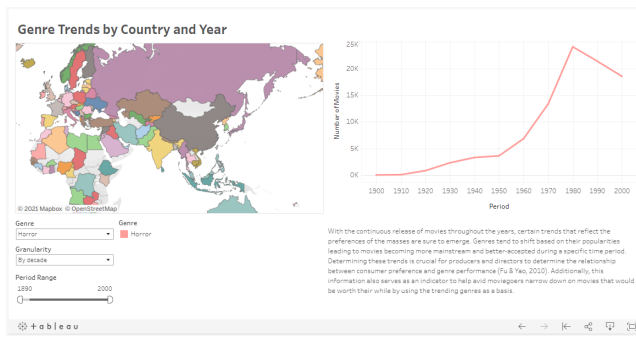 Genre Trends by Country and Year
25K
20K
15K
10K
5K
0K
Number of Movies
1900 1910 1920 1930 1940 1950 1960 1970 1980 1990 2000
Period
© 2021 Mapbox © OpenStreetMap
Genre
Horror
Genre
Horror
Granularity
By decade
Period Range
1890 2000
With the continuous release of movies throughout the years, certain trends that reflect the
preferences of the masses are sure to emerge. Genres tend to shift based on their popularities
leading to movies becoming more mainstream and better-accepted during a specific time period.
Determining these trends is crucial for producers and directors to determine the relationship
between consumer preference and genre performance (Fu & Yao, 2010). Additionally, this
information also serves as an indicator to help avid moviegoers narrow down on movies that would
be worth their while by using the trending genres as a basis.
+ a b l e a u